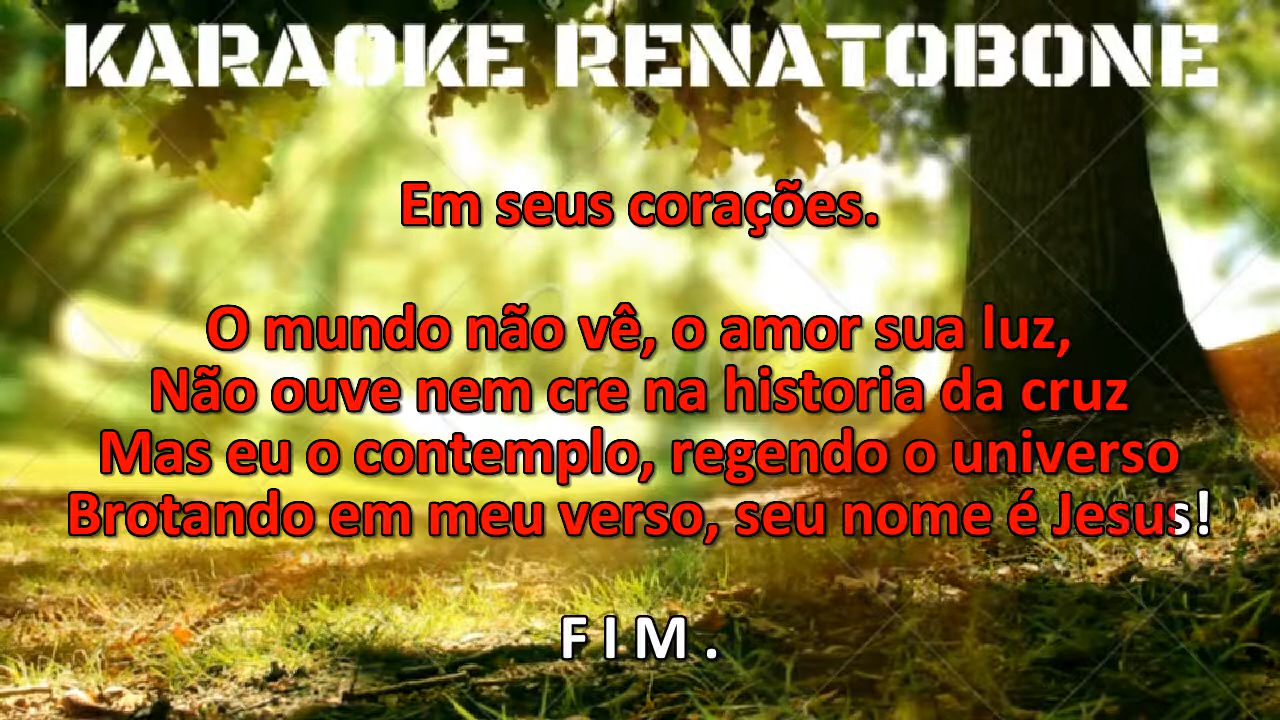 KARAOKE RENATOBONE
Em seus corações.
O mundo não vê, o amor sua luz,
Não ouve nem cre na historia da cruz
Mas eu o contemplo, regendo o universo
Brotando em meu verso, seu nome é Jesus!
F I M .